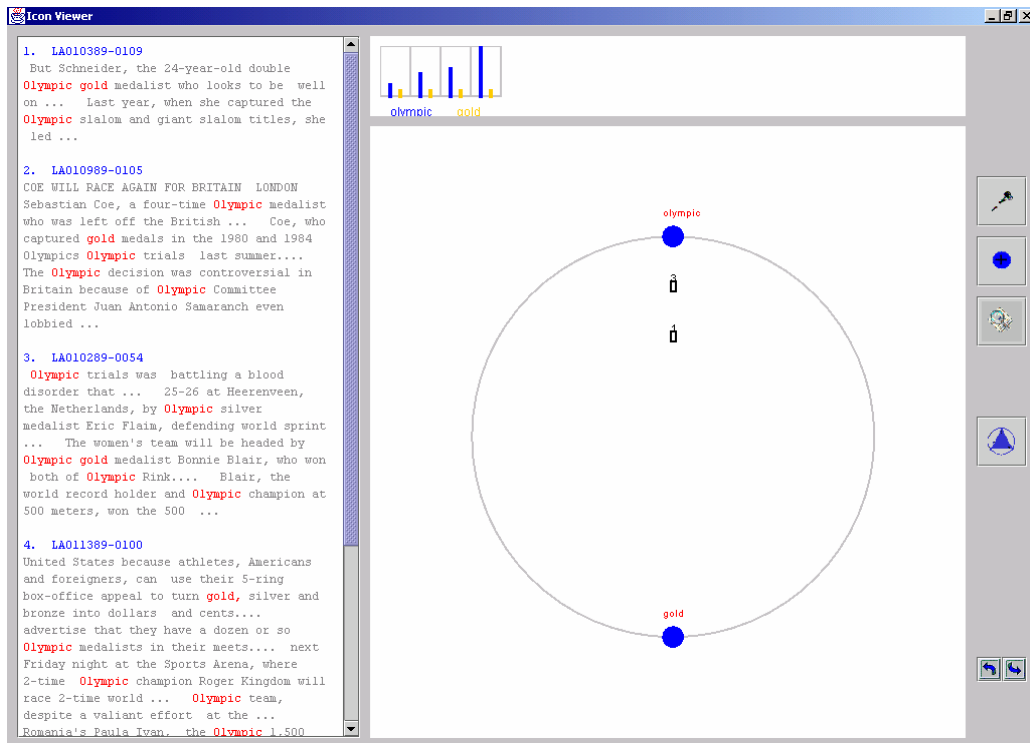 Icon Viewer
1. LA010389-0109
But Schneider, the 24-year-old double
Olympic gold medalist who looks to be well
on ... Last year, when she captured the
Olympic slalom and giant slalom titles, she
led ...
2. LA010989-0105
COE WILL RACE AGAIN FOR BRITAIN LONDON
Sebastian Coe, a four-time Olympic medalist
who was left off the British ... Coe, who
captured gold medals in the 1980 and 1984
Olympics Olympic trials last summer....
The Olympic decision was controversial in
Britain because of Olympic Committee
President Juan Antonio Samaranch even
lobbied ...
3. LA010289-0054
Olympic trials was battling a blood
disorder that ... 25-26 at Heerenveen,
the Netherlands, by Olympic silver
medalist Eric Flaim, defending world sprint
... The women's team will be headed by
Olympic gold medalist Bonnie Blair, who won
both of Olympic Rink.... Blair, the
world record holder and Olympic champion at
500 meters, won the 500 ...
4. LA011389-0100
United States because athletes, Americans
and foreigners, can use their 5-ring
box-office appeal to turn gold, silver and
bronze into dollars and cents....
advertise that they have a dozen or so
Olympic medalists in their meets.... next
Friday night at the Sports Arena, where
2-time Olympic champion Roger Kingdom will
race 2-time world ... Olympic team,
despite a valiant effort at the ...
Romania's Paula Ivan, the Olympic 1,500
olympic gold
olympic
3
1
gold